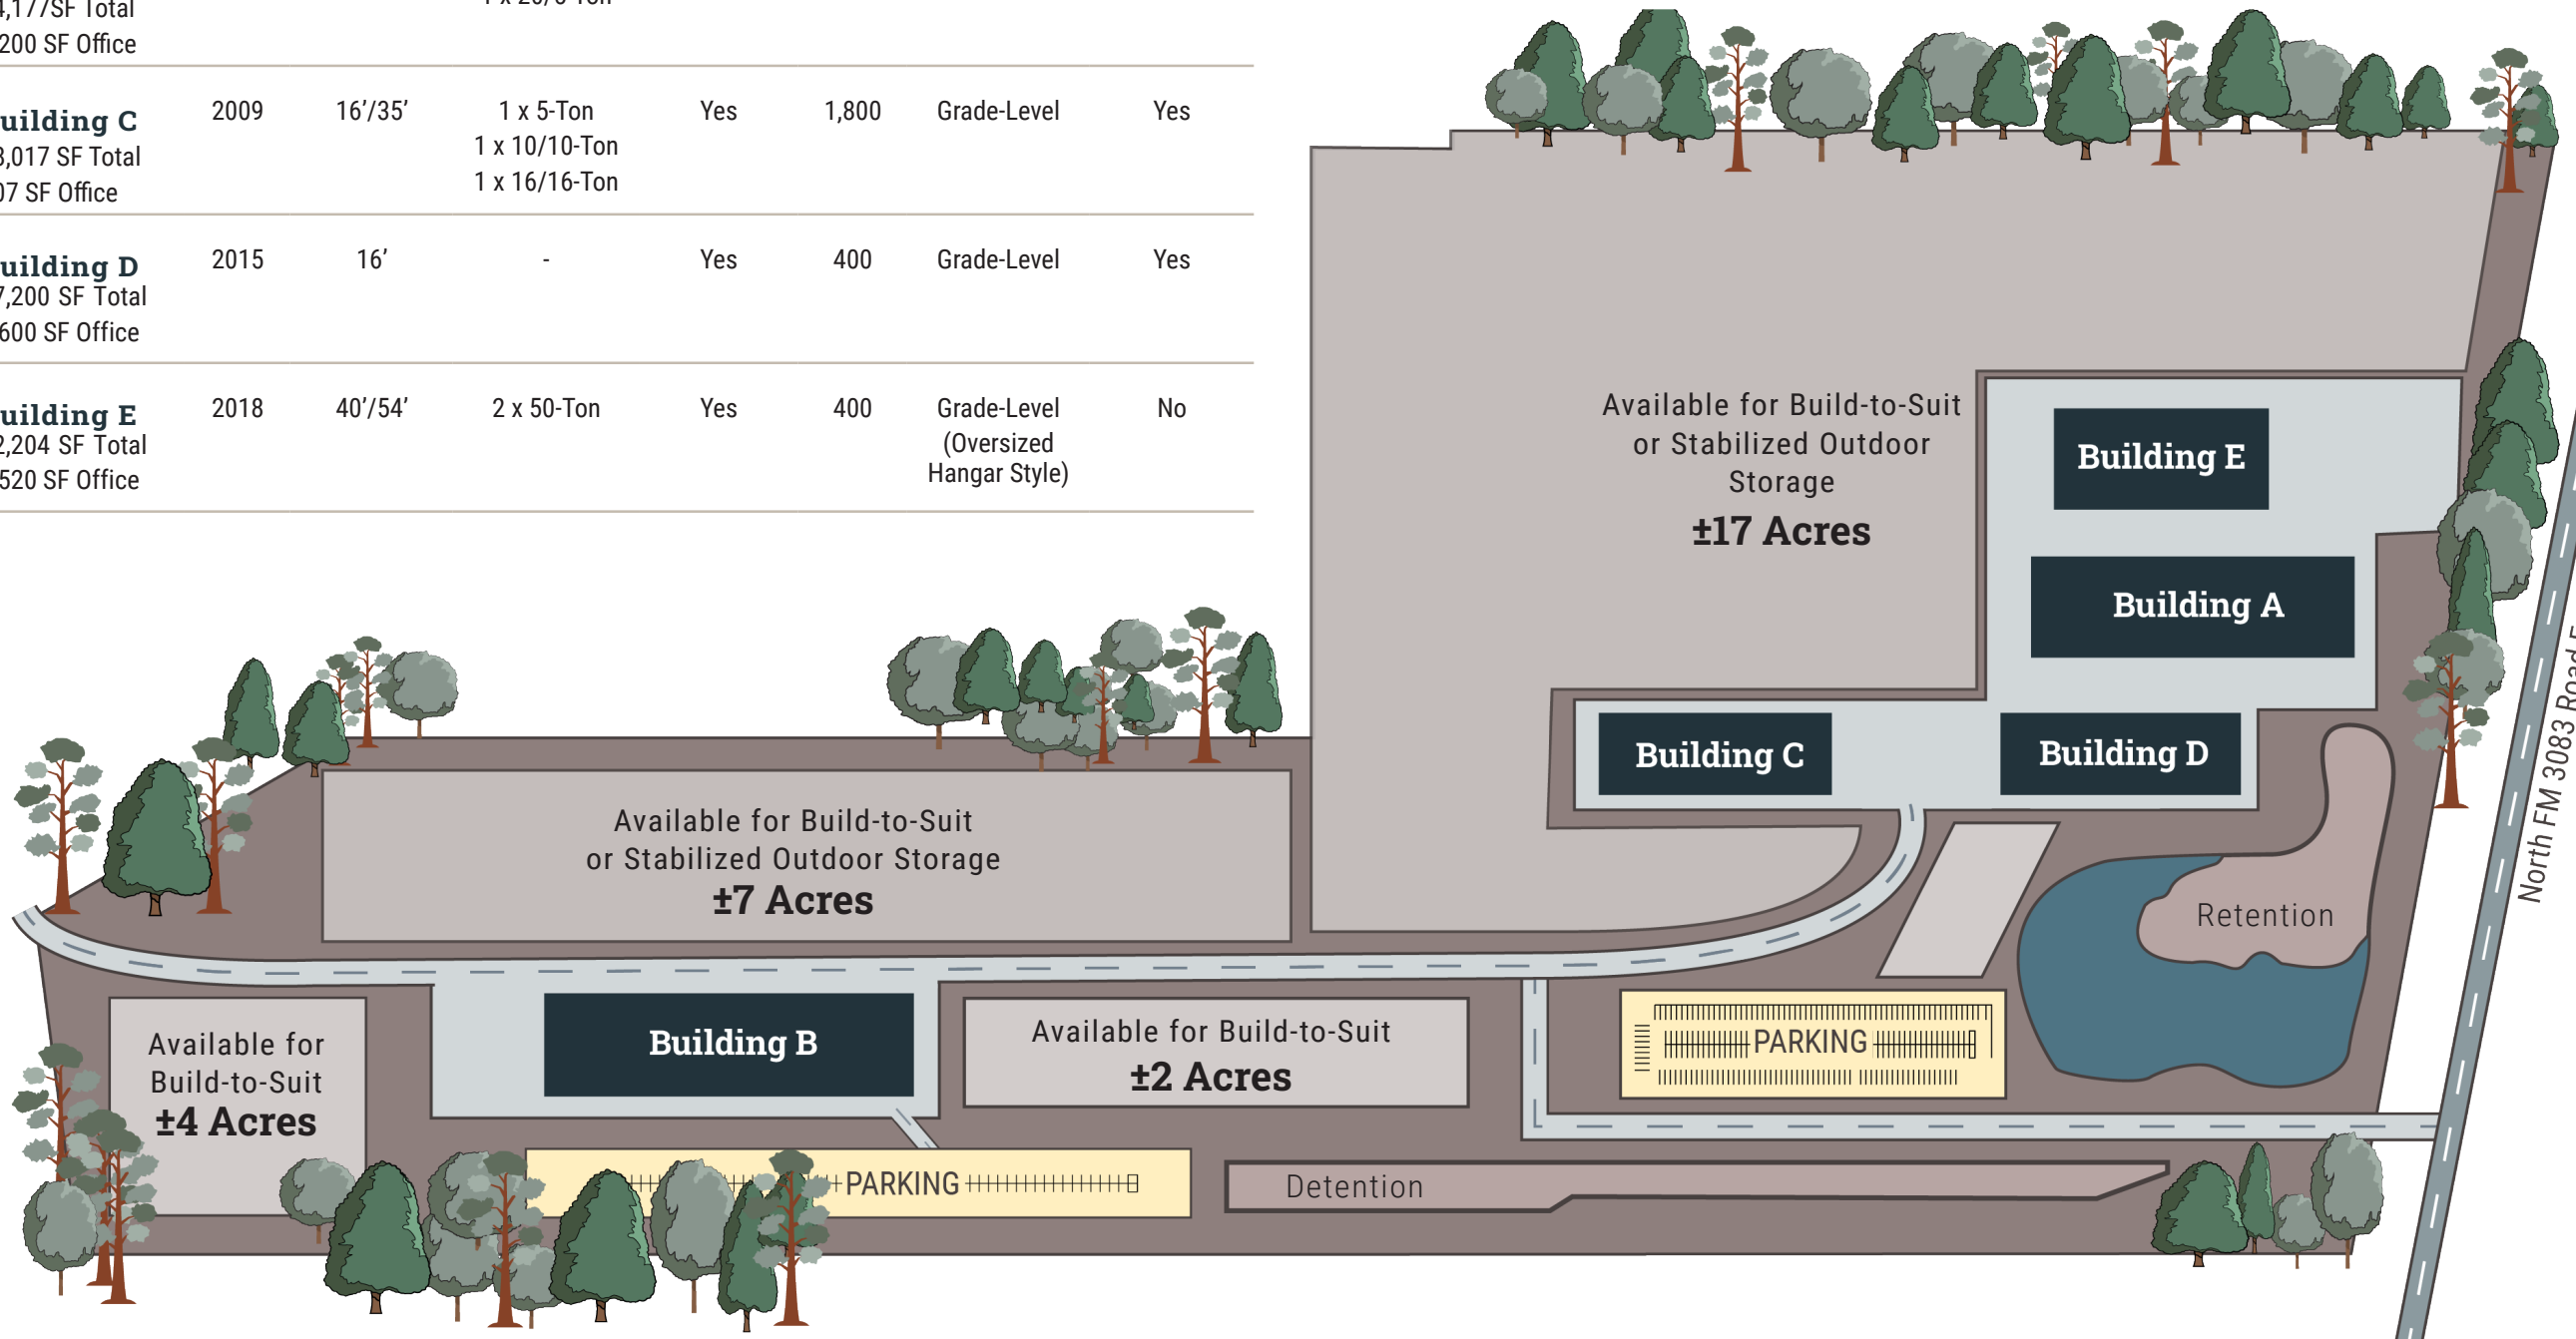 4,177/SF Total
200 SF Office
uilding C 2009 16’/35’ 1 x 5-Ton Yes 1,800 Grade-Level Yes
3,017 SF Total 1 x 10/10-Ton
07 SF Office 1 x 16/16-Ton
uilding D 2015 16’ - Yes 400 Grade-Level Yes
7,200 SF Total
600 SF Office
uilding E 2018 40’/54’ 2 x 50-Ton Yes 400 Grade-Level No
2,204 SF Total (Oversized
520 SF Office Hangar Style)
Available for Build-to-Suit
or Stabilized Outdoor
Storage
±17 Acres
Building E
Building A
Building C
Building D
Available for Build-to-Suit
or Stabilized Outdoor Storage
±7 Acres
Retention
North FM 3083 Road
Available for
Build-to-Suit
±4 Acres
Building B
Available for Build-to-Suit
±2 Acres
PARKING
PARKING
Detention